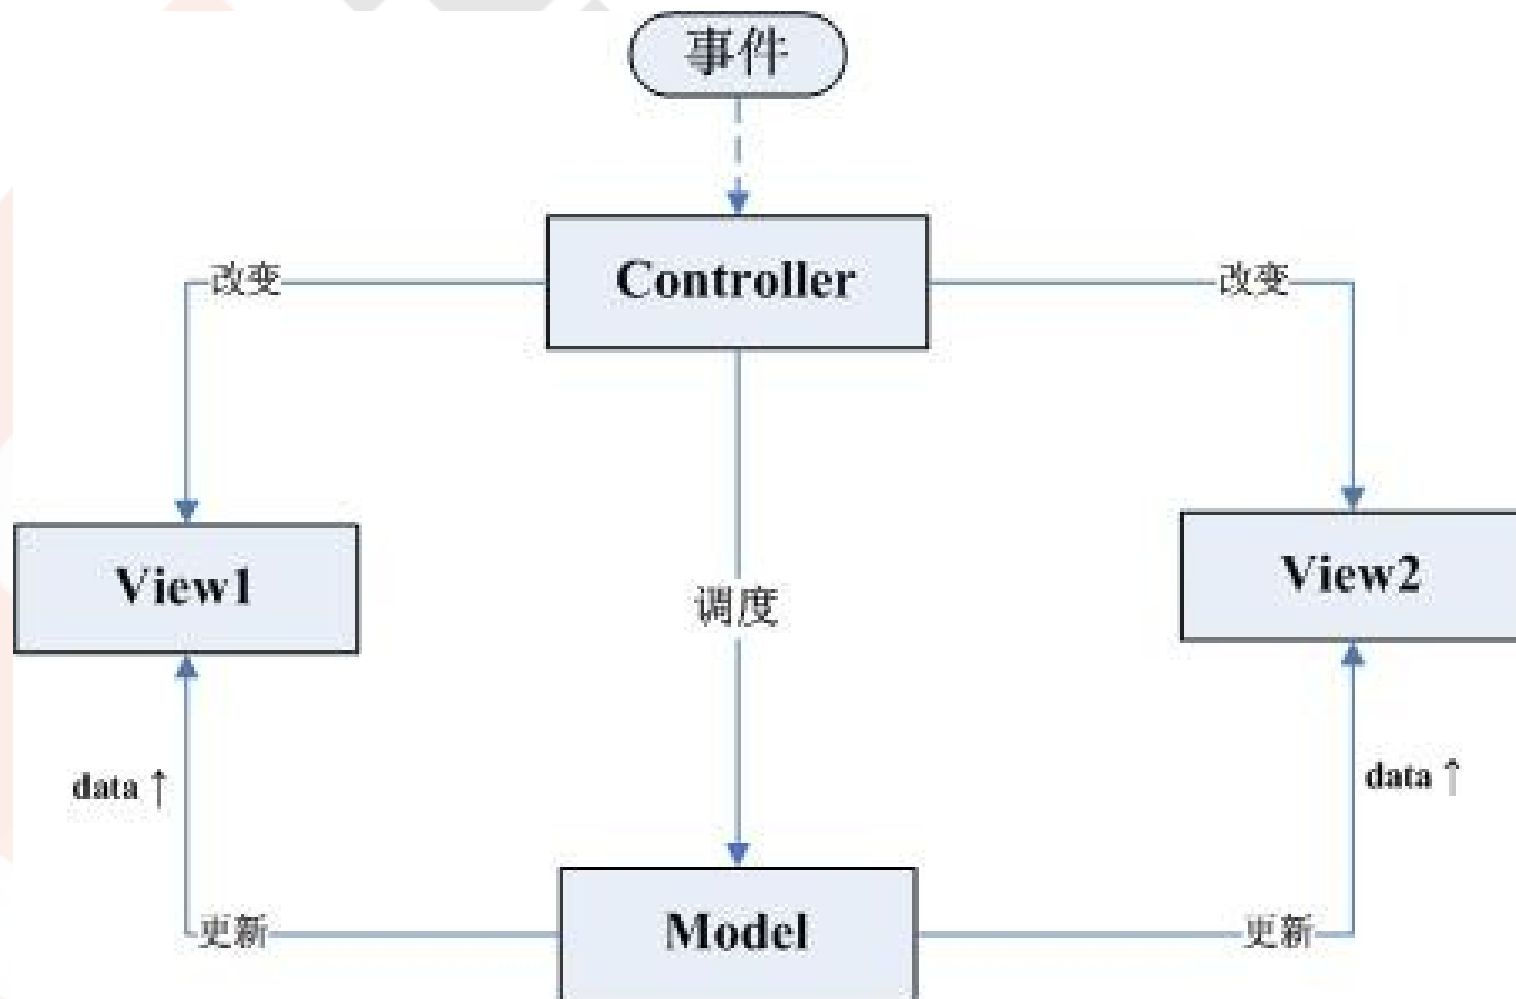 事件
Controller
改变
改变
View1
View2
调度
data ↑
data ↑
更新
Model
更新